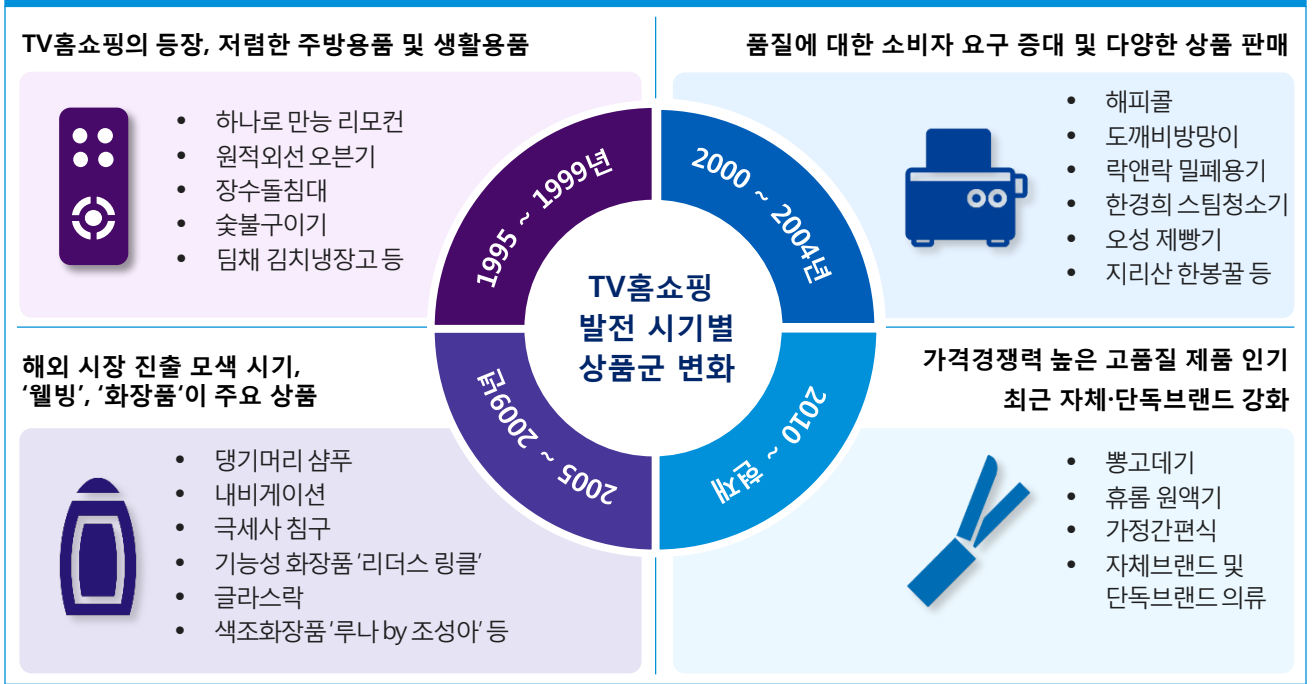 TV홈쇼핑의 등장, 저렴한 주방용품 및 생활용품
• 하나로 만능 리모컨
• 원적외선 오븐기
• 장수돌침대
• 숯불구이기
• 딤채 김치냉장고 등
1995 ~ 1999년
품질에 대한 소비자 요구 증대 및 다양한 상품 판매
• 해피콜
• 도깨비방망이
• 락앤락 밀폐용기
• 한경희 스팀청소기
• 오성 제빵기
• 지리산 한봉꿀 등
2000 ~ 2004년
TV홈쇼핑
발전 시기별
상품군 변화
해외 시장 진출 모색 시기,
‘웰빙’, ‘화장품‘이 주요 상품
• 댕기머리 샴푸
• 내비게이션
• 극세사 침구
• 기능성 화장품 ‘리더스 링클’
• 글라스락
• 색조화장품 ‘루나 by 조성아’ 등
2005 ~ 2009년
가격경쟁력 높은 고품질 제품 인기
최근 자체·단독브랜드 강화
• 뽕고데기
• 휴롬 원액기
• 가정간편식
• 자체브랜드 및
단독브랜드 의류
2010 ~ 현재